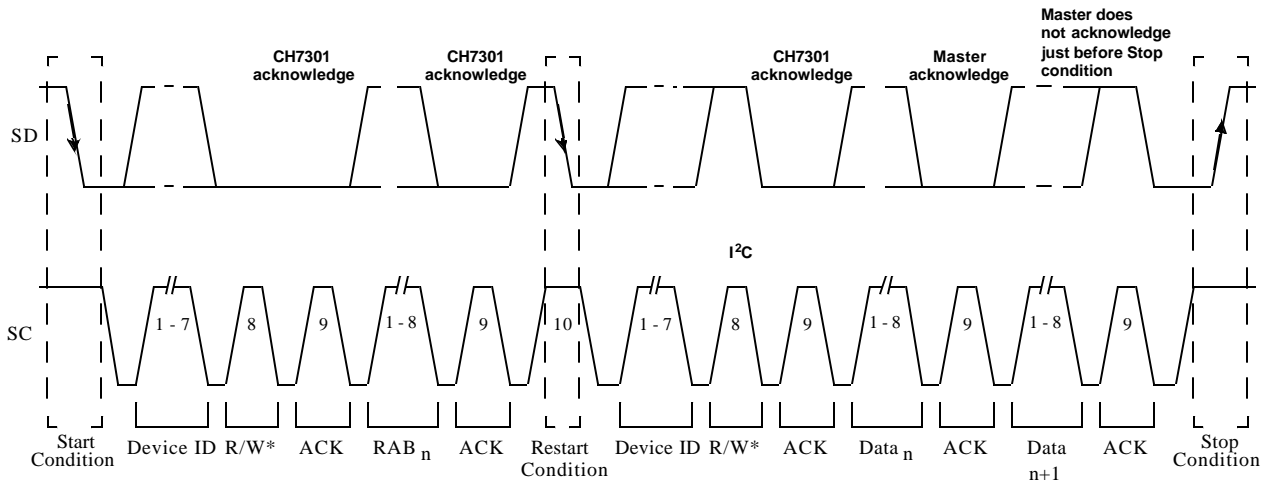 Master does
not acknowledge
just before Stop
condition
CH7301
acknowledge
CH7301
acknowledge
CH7301
acknowledge
Master
acknowledge
SD
I²C
SC
1 - 7
8
9
1 - 8
9
10
1 - 7
8
9
1 - 8
9
1 - 8
9
Start
Condition
Device ID
R/W*
ACK
RAB n
ACK
Restart
Condition
Device ID
R/W*
ACK
Data n
ACK
Data
n+1
ACK
Stop
Condition